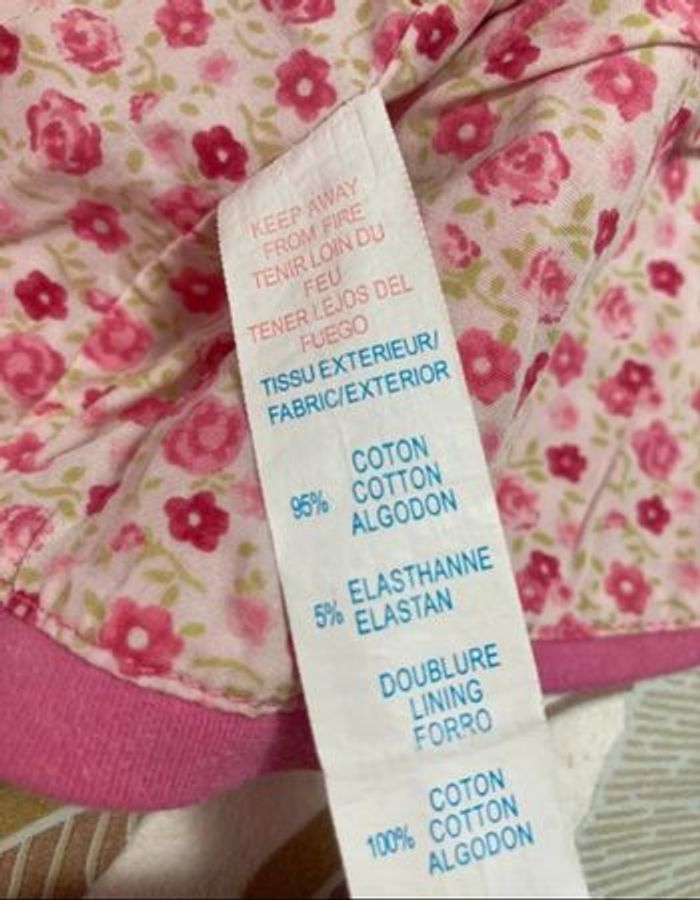 KEEP AWAY
FROM FIRE
TENIR LOIN DU
FEU
TENER LEJOS DEL
FUEGO
TISSU EXTERIEUR/
FABRIC/EXTERIOR
COTON
95% COTTON
ALGODON
ELASTHANNE
5% ELASTAN
DOUBLURE
LINING
FORRO
COTON
100% COTTON
ALGODON